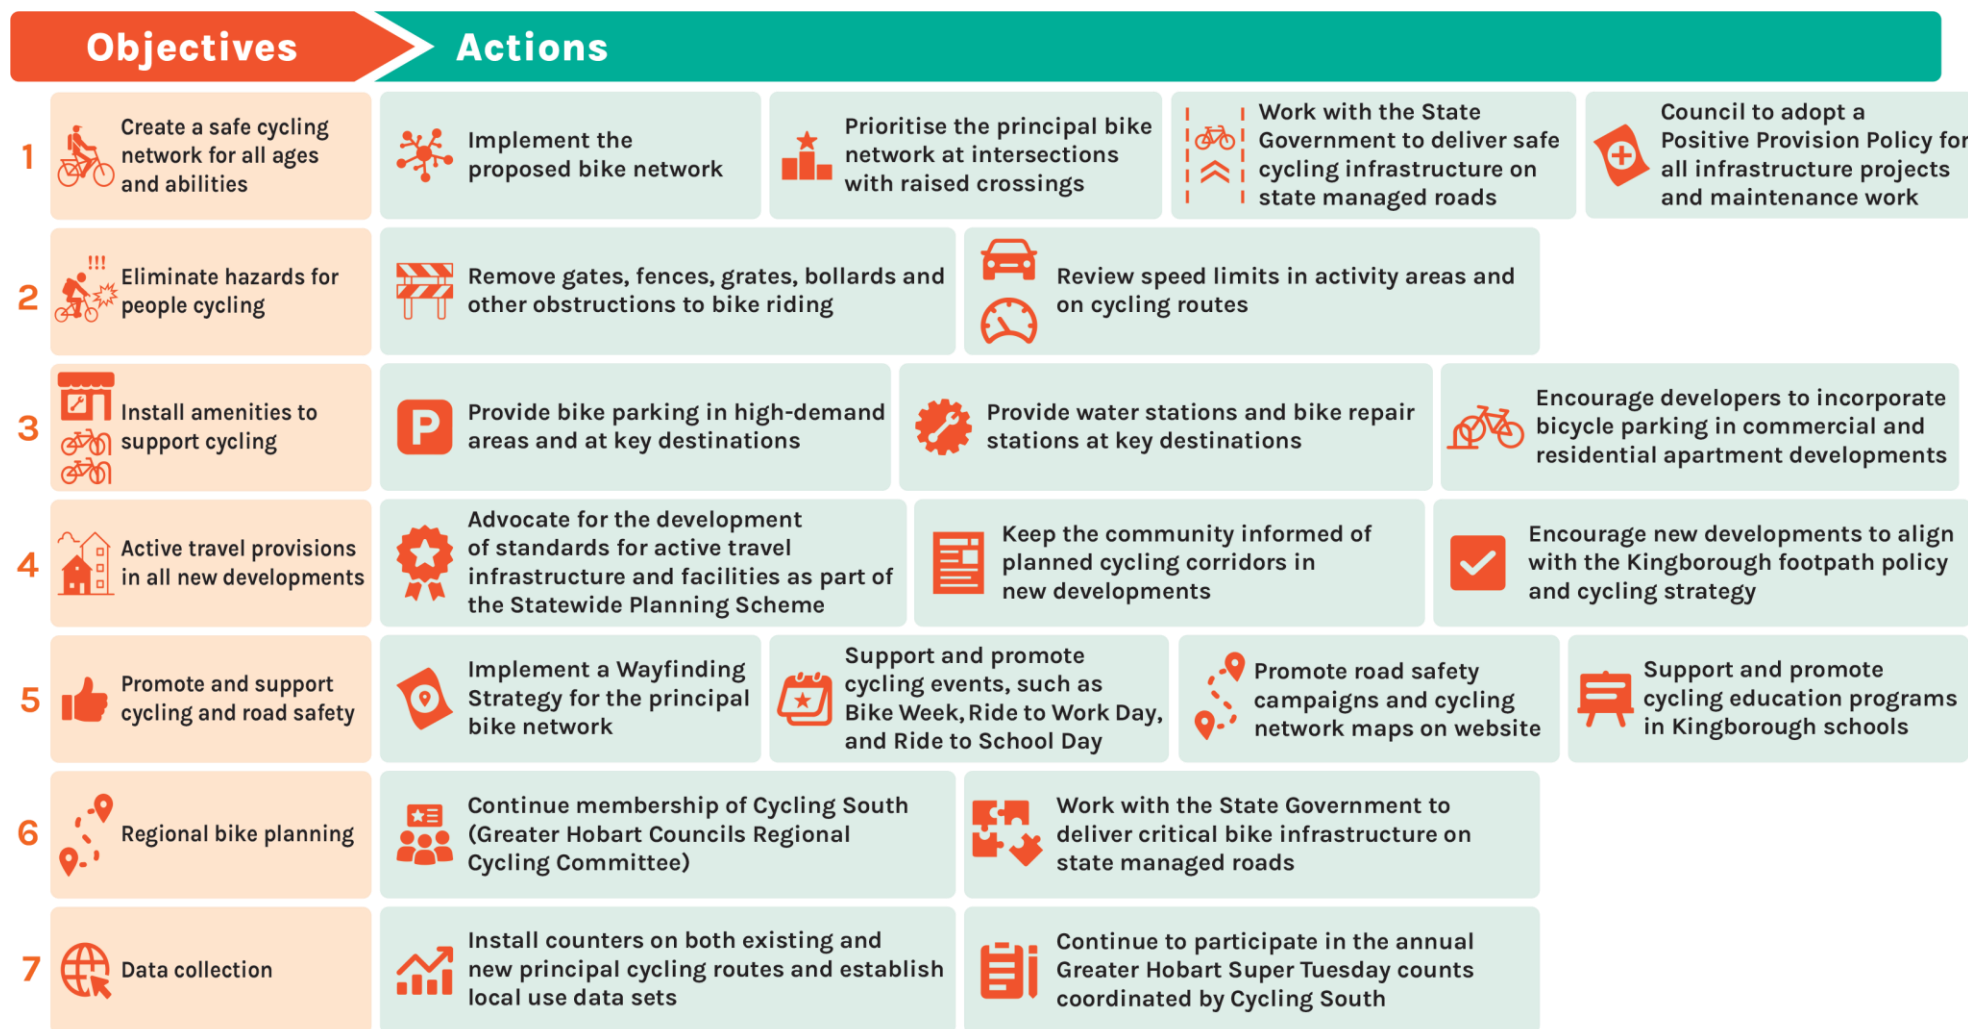 Objectives
Actions
1
Create a safe cycling
network for all ages
and abilities
Implement the
proposed bike network
Prioritise the principal bike
network at intersections
with raised crossings
Work with the State
Government to deliver safe
cycling infrastructure on
state managed roads
Council to adopt a
Positive Provision Policy for
all infrastructure projects
and maintenance work
2
!!!
Eliminate hazards for
people cycling
Remove gates, fences, grates, bollards and
other obstructions to bike riding
Review speed limits in activity areas and
on cycling routes
3
Install amenities to
support cycling
P
Provide bike parking in high-demand
areas and at key destinations
Provide water stations and bike repair
stations at key destinations
Encourage developers to incorporate
bicycle parking in commercial and
residential apartment developments
4
Active travel provisions
in all new developments
Advocate for the development
of standards for active travel
infrastructure and facilities as part of
the Statewide Planning Scheme
Keep the community informed of
planned cycling corridors in
new developments
Encourage new developments to align
with the Kingborough footpath policy
and cycling strategy
5
Promote and support
cycling and road safety
Implement a Wayfinding
Strategy for the principal
bike network
Support and promote
cycling events, such as
Bike Week, Ride to Work Day,
and Ride to School Day
Promote road safety
campaigns and cycling
network maps on website
Support and promote
cycling education programs
in Kingborough schools
6
Regional bike planning
Continue membership of Cycling South
(Greater Hobart Councils Regional
Cycling Committee)
Work with the State Government to
deliver critical bike infrastructure on
state managed roads
7
Data collection
Install counters on both existing and
new principal cycling routes and establish
local use data sets
Continue to participate in the annual
Greater Hobart Super Tuesday counts
coordinated by Cycling South